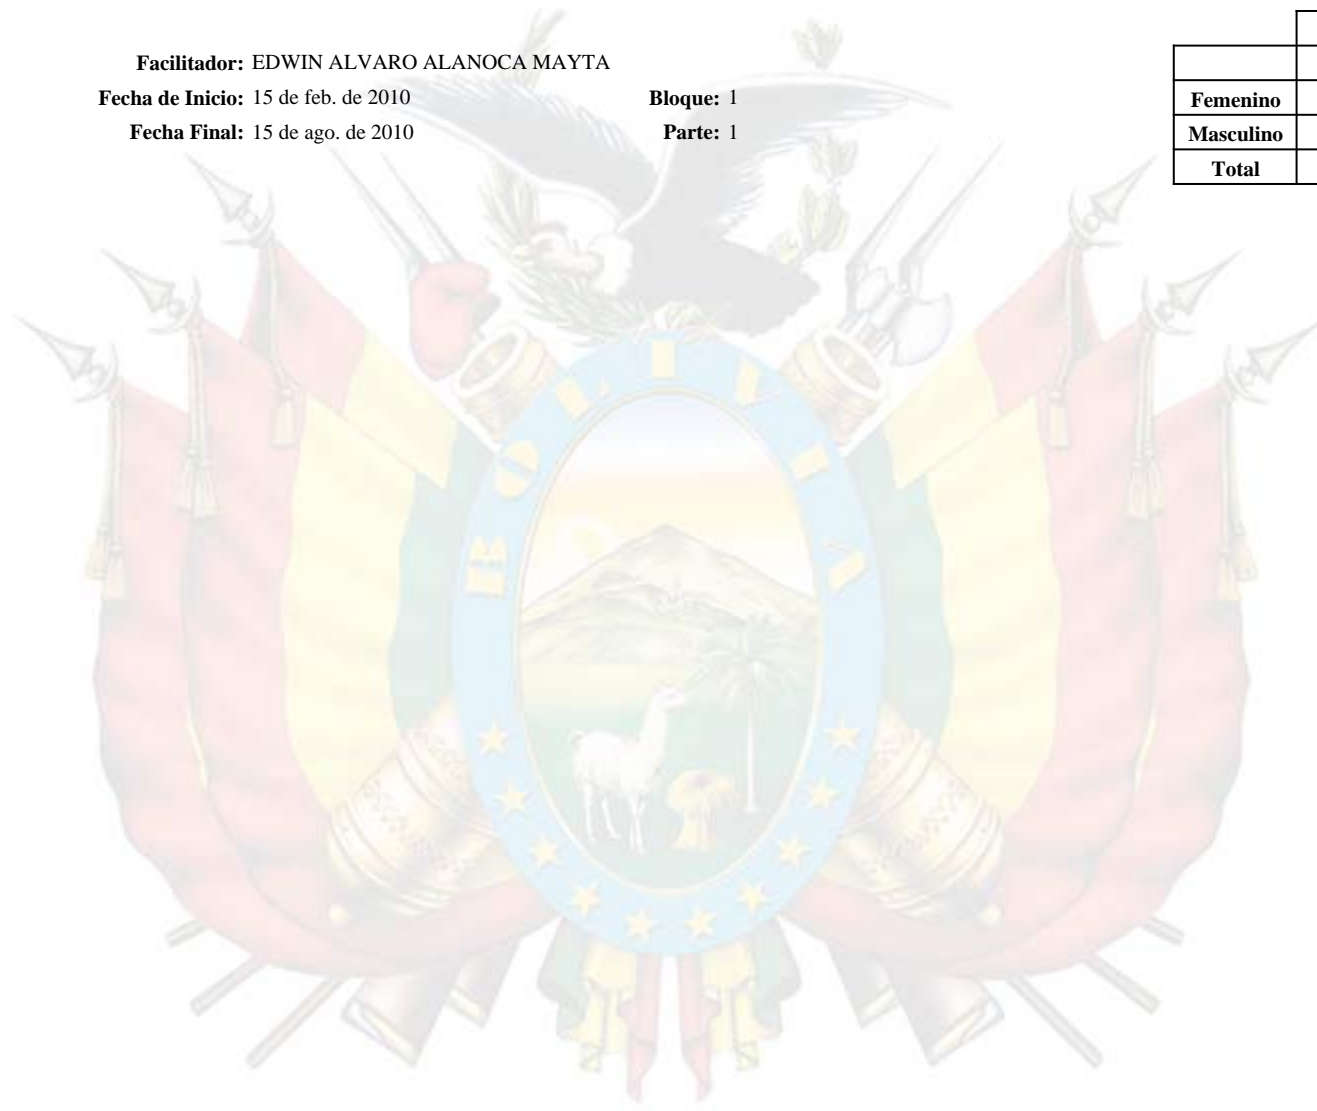 Facilitador: EDWIN ALVARO ALANOCA MAYTA
Fecha de Inicio: 15 de feb. de 2010 Bloque: 1
Fecha Final: 15 de ago. de 2010 Parte: 1
Femenino
Masculino
Total
BOLIVIA